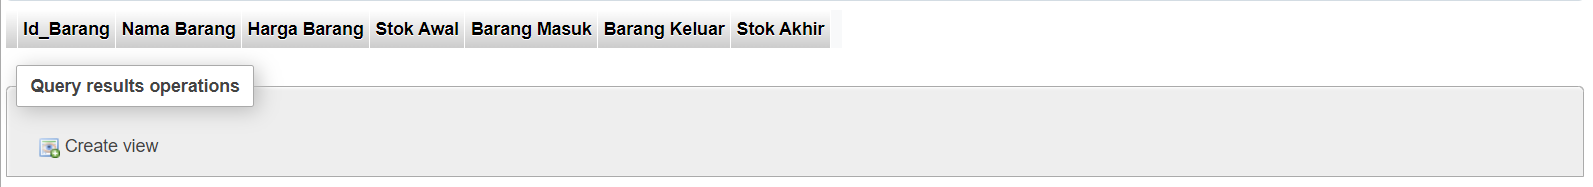 Id_Barang Nama Barang Harga Barang Stok Awal Barang Masuk Barang Keluar Stok Akhir
Query results operations
Create view